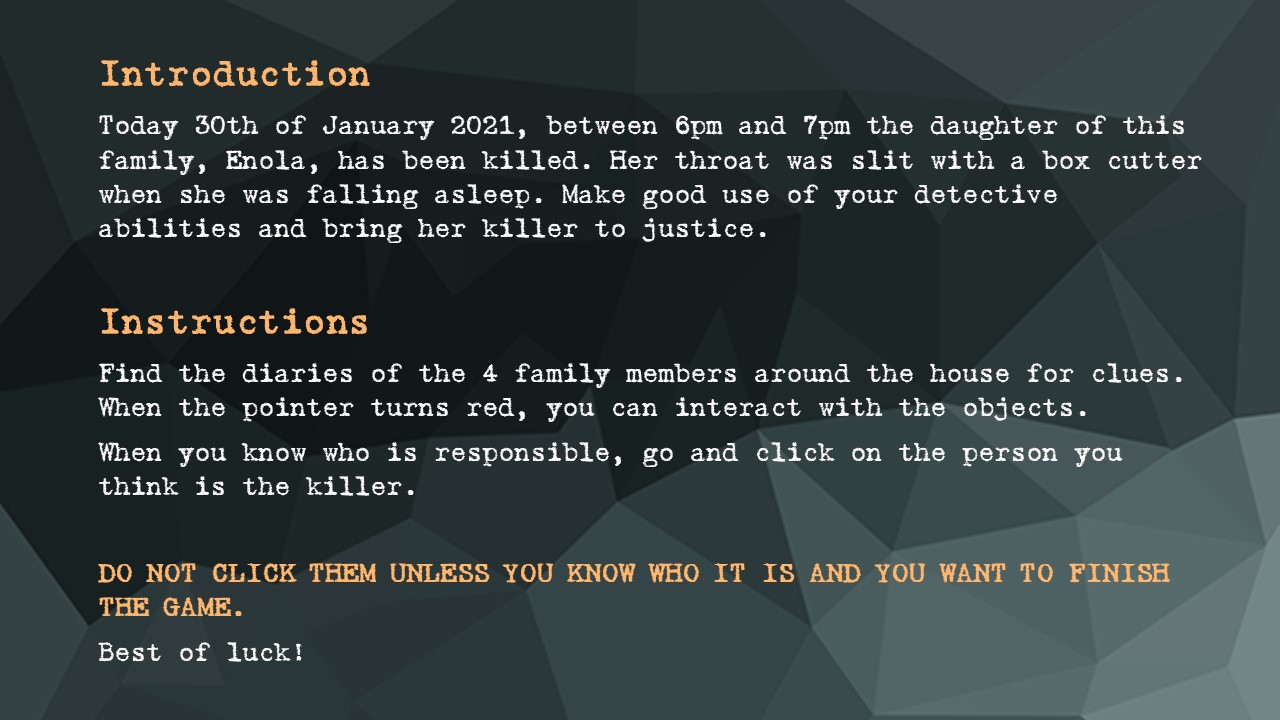 Introduction
Today 30th of January 2021, between 6pm and 7pm the daughter of this
family, Enola, has been killed. Her throat was slit with a box cutter
when she was falling asleep. Make good use of your detective
abilities and bring her killer to justice.
Instructions
Find the diaries of the 4 family members around the house for clues.
When the pointer turns red, you can interact with the objects.
When you know who is responsible, go and click on the person you
think is the killer.
DO NOT CLICK THEM UNLESS YOU KNOW WHO IT IS AND YOU WANT TO FINISH
THE GAME.
Best of luck!